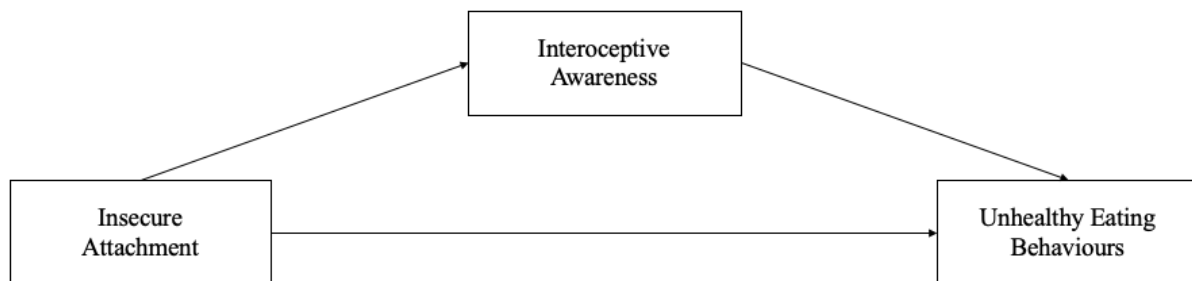 Interoceptive
Awareness
Insecure
Attachment
Unhealthy Eating
Behaviours